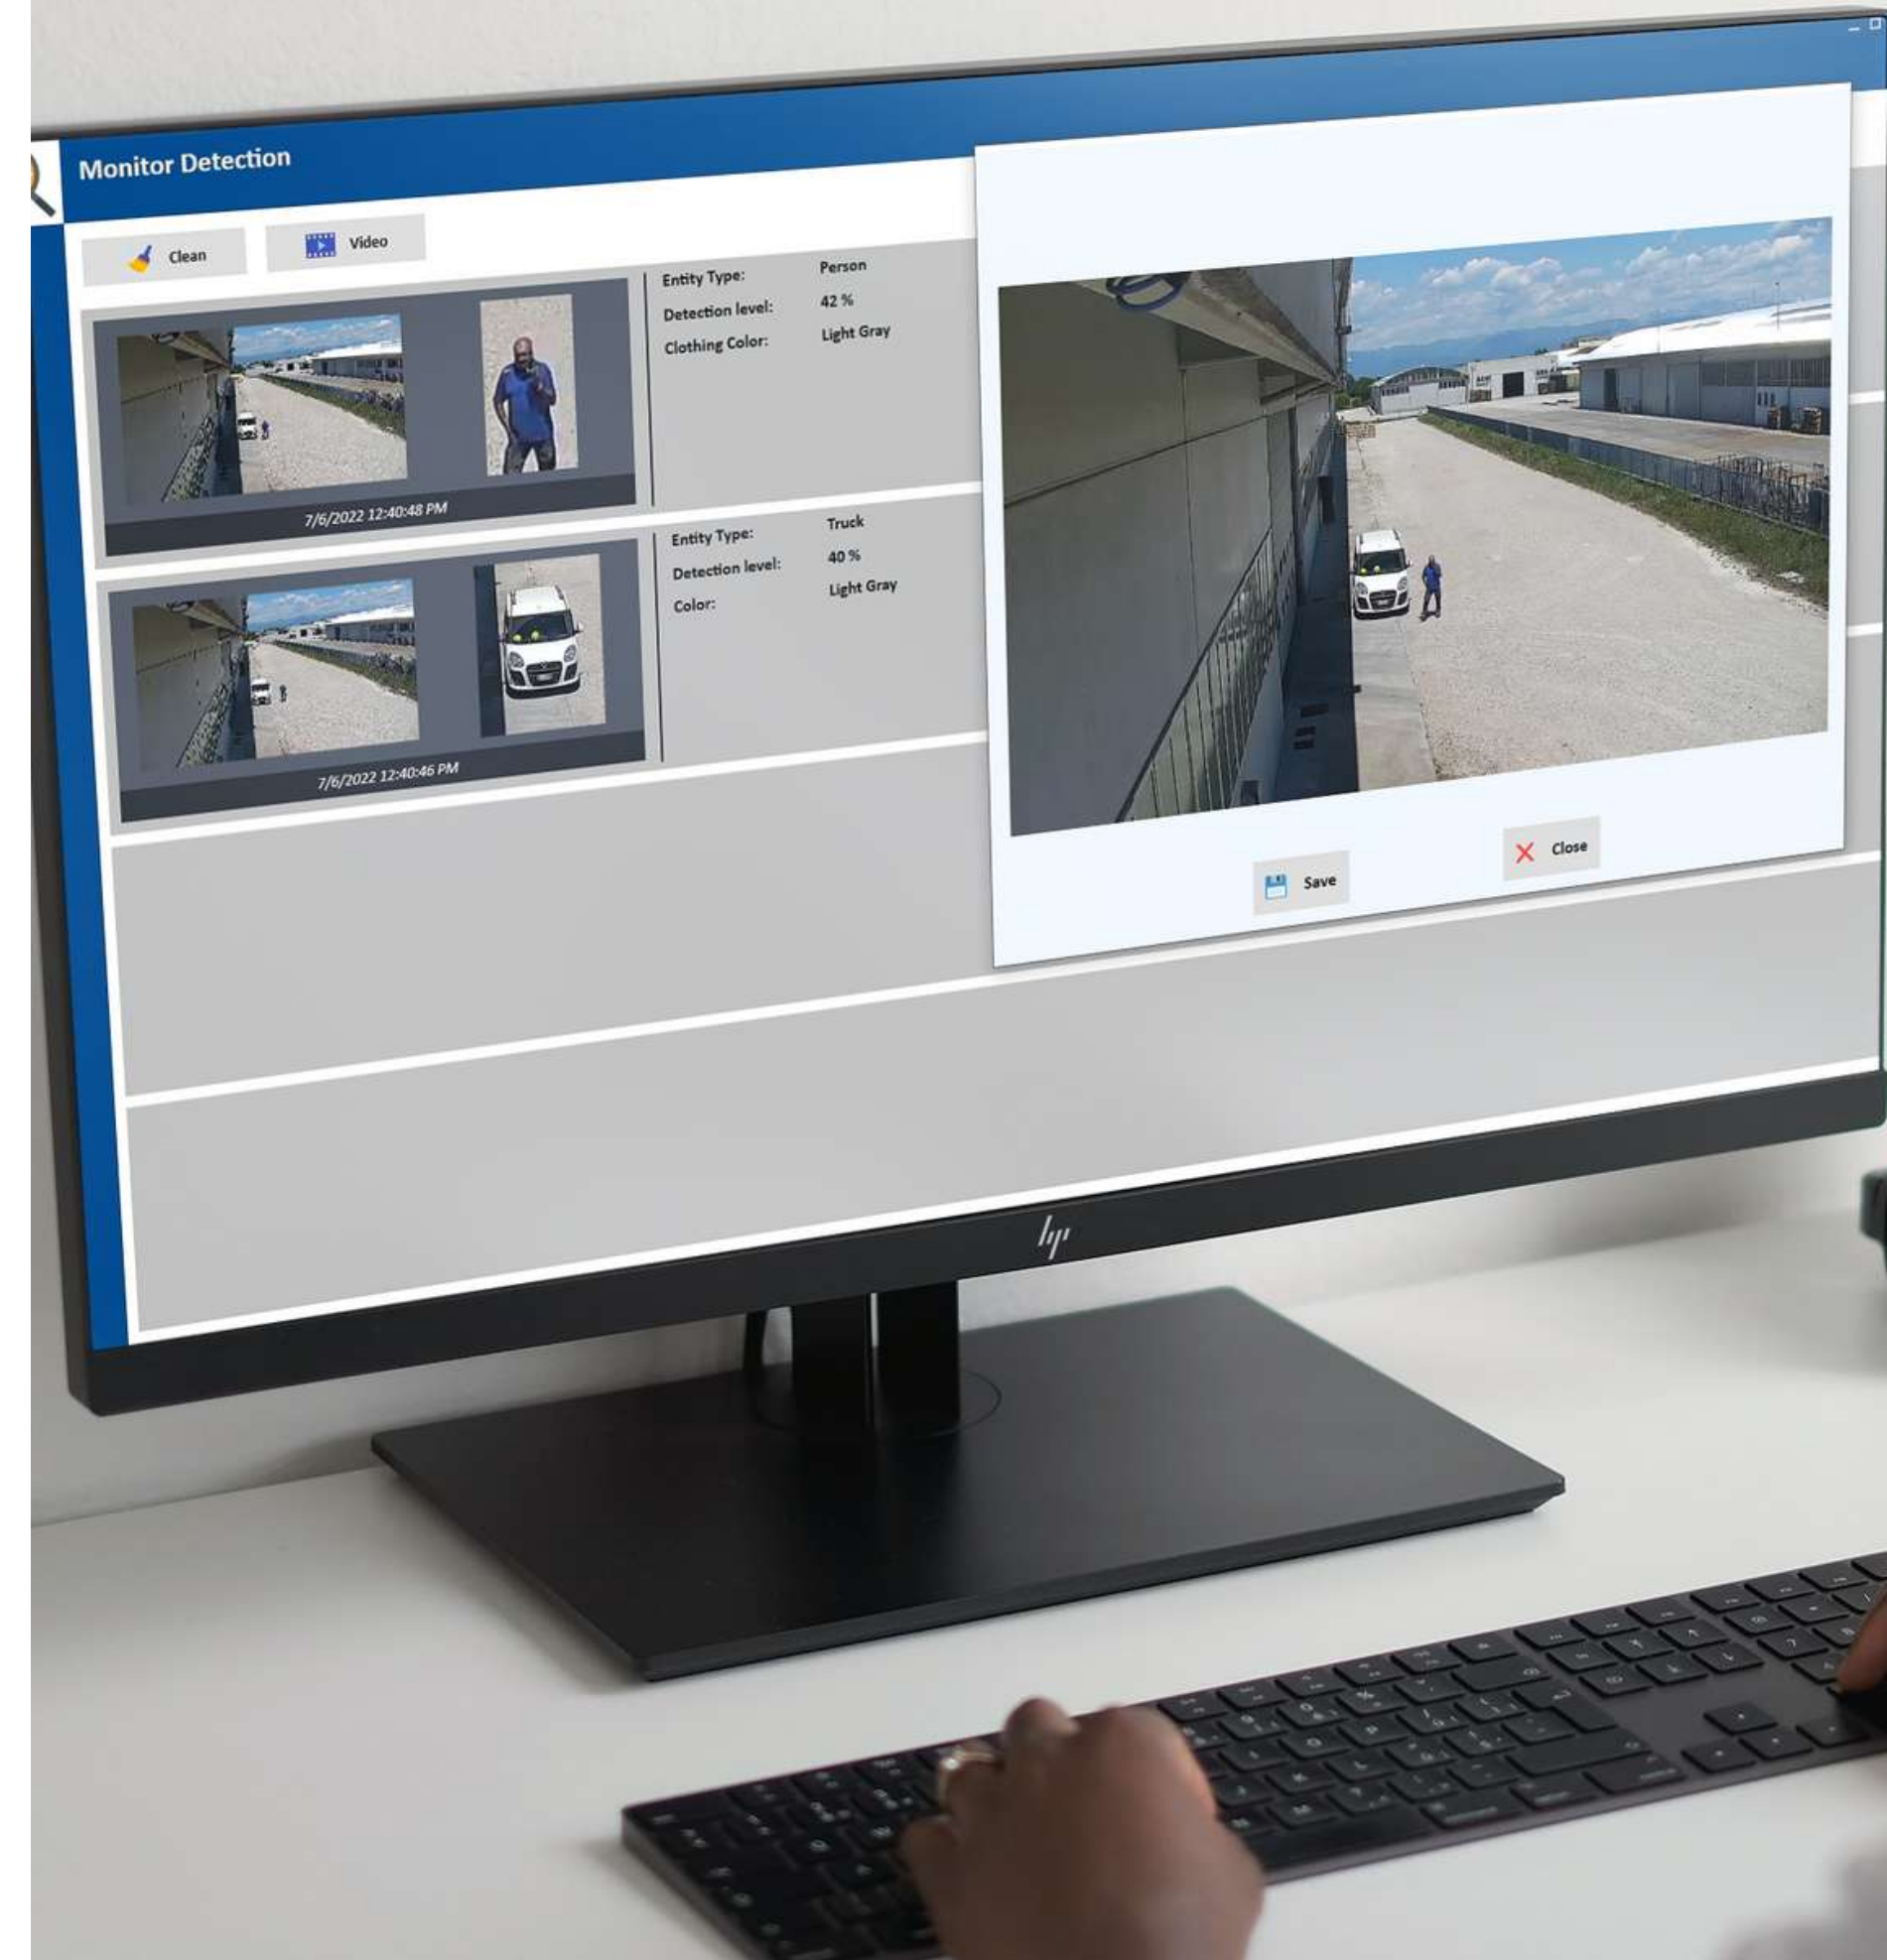 Monitor Detection
Clean
Video
Entity Type: Person
Detection level: 42 %
Clothing Color: Light Gray
7/6/2022 12:40:48 PM
Entity Type: Truck
Detection level: 40 %
Color: Light Gray
7/6/2022 12:40:46 PM
Save
Close
hp